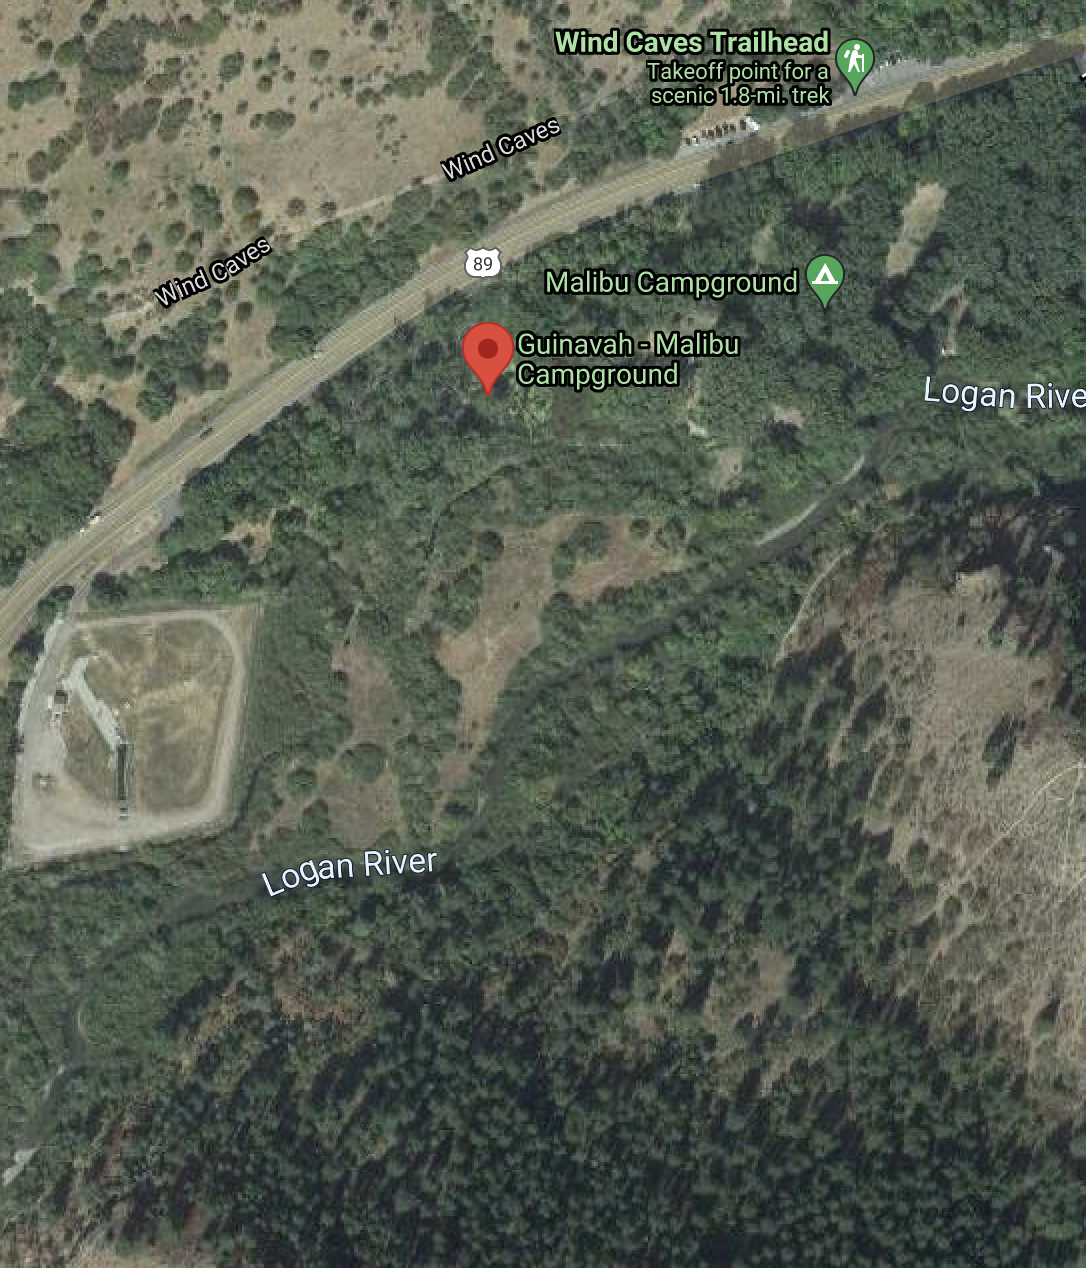 Wind Caves Trailhead
Takeoff point for a
scenic 1.8-mi. trek
Wind Caves
Wind Caves
89
Malibu Campground
Guinavah - Malibu
Campground
Logan Rive
Logan River